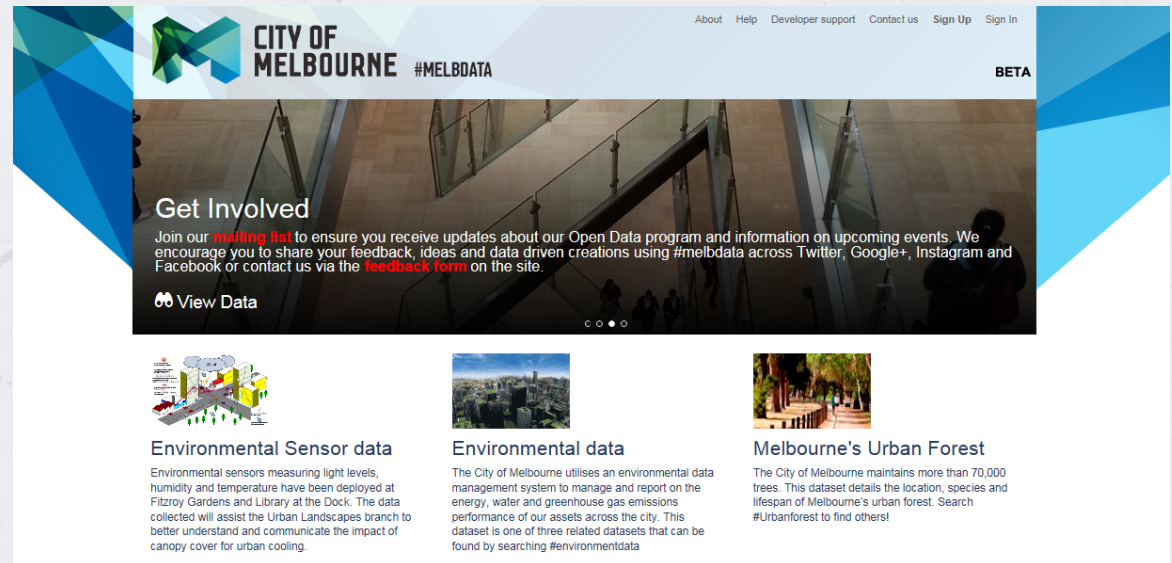 About Help Developer support Contact us Sign Up Sign In
CITY OF
MELBOURNE #MELBDATA
BETA
Get Involved
Join our mailing list to ensure you receive updates about our Open Data program and information on upcoming events. We
encourage you to share your feedback, ideas and data driven creations using #melbdata across Twitter, Google+, Instagram and
Facebook or contact us via the feedback form on the site.
View Data
Environmental Sensor data
Environmental sensors measuring light levels,
humidity and temperature have been deployed at
Fitzroy Gardens and Library at the Dock. The data
collected will assist the Urban Landscapes branch to
better understand and communicate the impact of
canopy cover for urban cooling.
Environmental data
The City of Melbourne utilises an environmental data
management system to manage and report on the
energy, water and greenhouse gas emissions
performance of our assets across the city. This
dataset is one of three related datasets that can be
found by searching #environmentdata
Melbourne's Urban Forest
The City of Melbourne maintains more than 70,000
trees. This dataset details the location, species and
lifespan of Melbourne's urban forest. Search
#Urbanforest to find others!